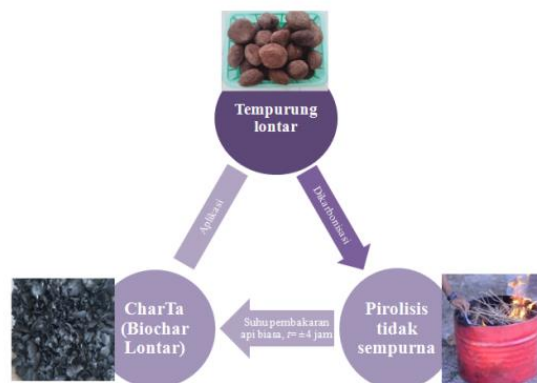 Tempurung
lontar
Aplikasi
Dikarbonisasi
CharTa
(Biochar
Lontar)
Suhu pembakaran
api biasa, t= ±4 jam
Pirolisis
tidak
sempurna